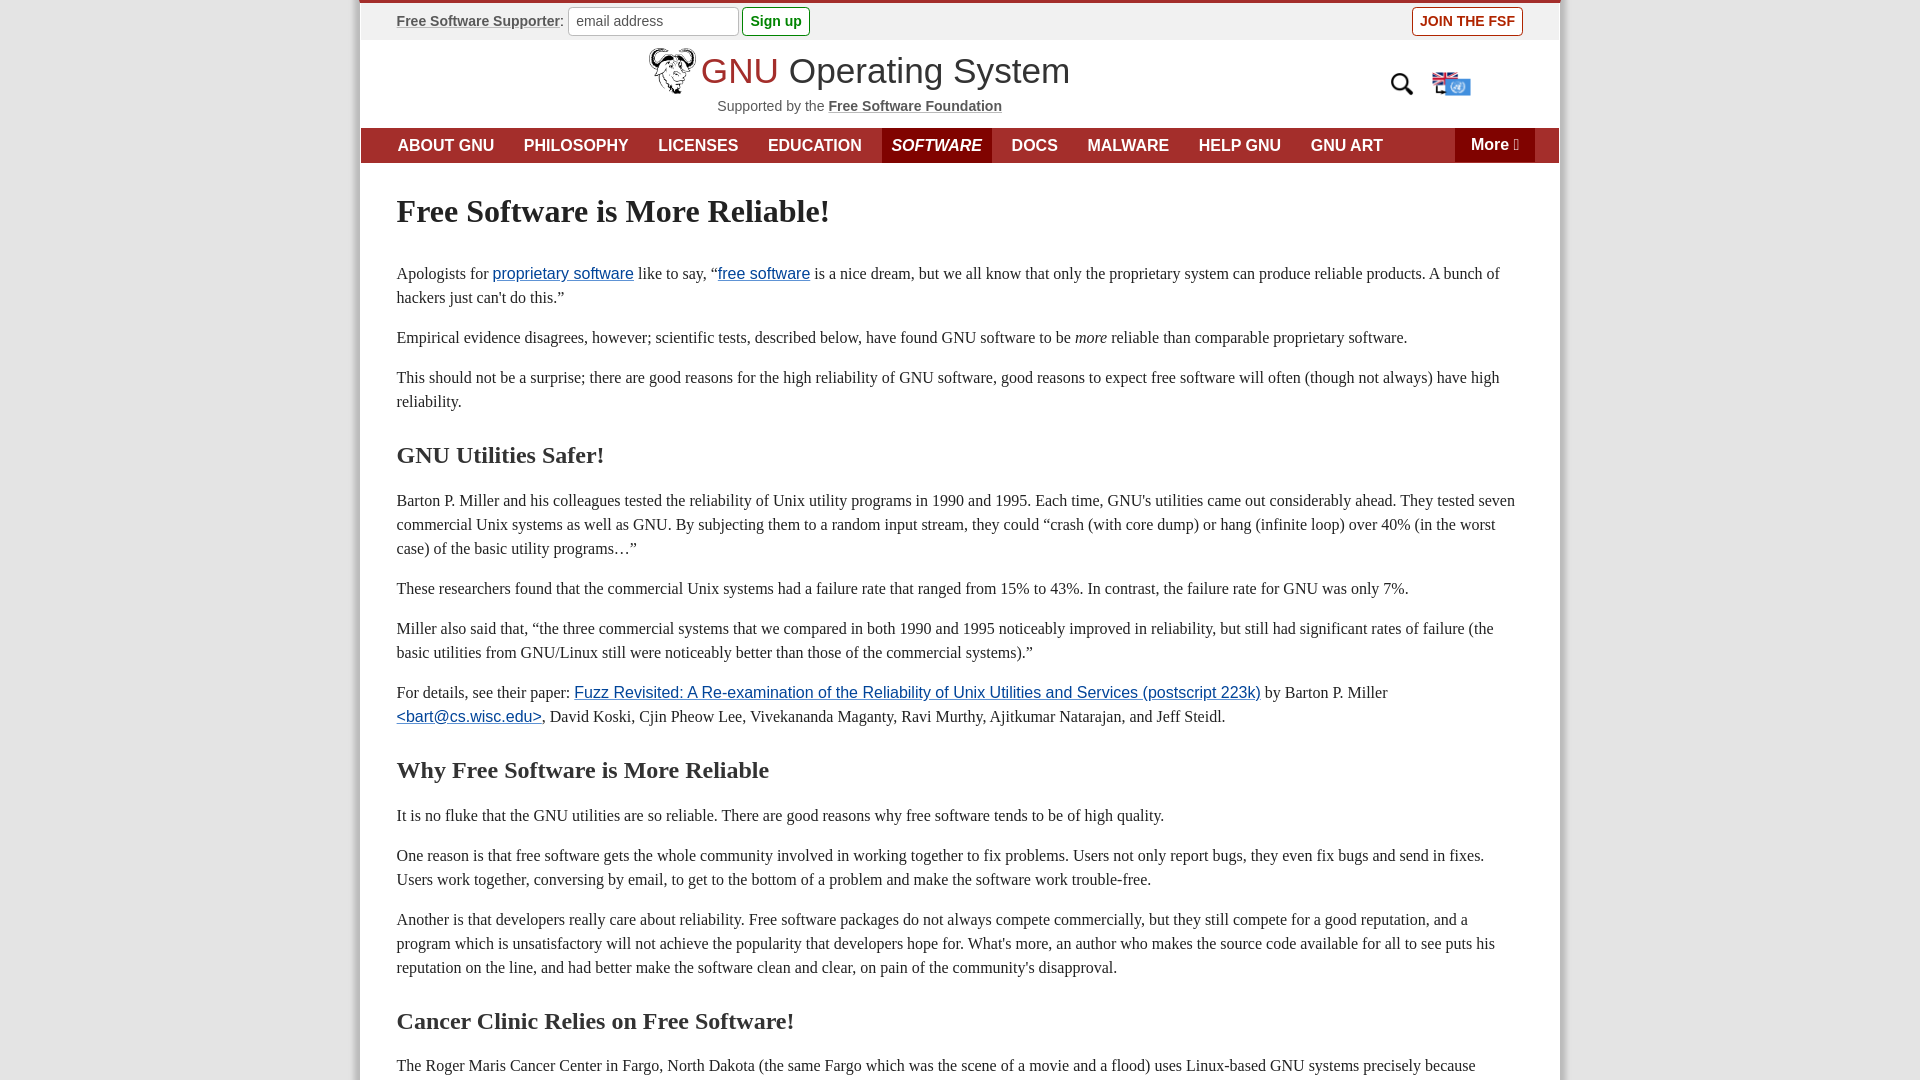 Free Software Supporter: email address Sign up JOIN THE FSF
GNU Operating System
Supported by the Free Software Foundation
ABOUT GNU PHILOSOPHY LICENSES EDUCATION SOFTWARE DOCS MALWARE HELP GNU GNU ART More
Free Software is More Reliable!
Apologists for proprietary software like to say, “free software is a nice dream, but we all know that only the proprietary system can produce reliable products. A bunch of
hackers just can't do this.”
Empirical evidence disagrees, however; scientific tests, described below, have found GNU software to be more reliable than comparable proprietary software.
This should not be a surprise; there are good reasons for the high reliability of GNU software, good reasons to expect free software will often (though not always) have high
reliability.
GNU Utilities Safer!
Barton P. Miller and his colleagues tested the reliability of Unix utility programs in 1990 and 1995. Each time, GNU's utilities came out considerably ahead. They tested seven
commercial Unix systems as well as GNU. By subjecting them to a random input stream, they could “crash (with core dump) or hang (infinite loop) over 40% (in the worst
case) of the basic utility programs…”
These researchers found that the commercial Unix systems had a failure rate that ranged from 15% to 43%. In contrast, the failure rate for GNU was only 7%.
Miller also said that, “the three commercial systems that we compared in both 1990 and 1995 noticeably improved in reliability, but still had significant rates of failure (the
basic utilities from GNU/Linux still were noticeably better than those of the commercial systems).”
For details, see their paper: Fuzz Revisited: A Re-examination of the Reliability of Unix Utilities and Services (postscript 223k) by Barton P. Miller
<bart@cs.wisc.edu>, David Koski, Cjin Pheow Lee, Vivekananda Maganty, Ravi Murthy, Ajitkumar Natarajan, and Jeff Steidl.
Why Free Software is More Reliable
It is no fluke that the GNU utilities are so reliable. There are good reasons why free software tends to be of high quality.
One reason is that free software gets the whole community involved in working together to fix problems. Users not only report bugs, they even fix bugs and send in fixes.
Users work together, conversing by email, to get to the bottom of a problem and make the software work trouble-free.
Another is that developers really care about reliability. Free software packages do not always compete commercially, but they still compete for a good reputation, and a
program which is unsatisfactory will not achieve the popularity that developers hope for. What's more, an author who makes the source code available for all to see puts his
reputation on the line, and had better make the software clean and clear, on pain of the community's disapproval.
Cancer Clinic Relies on Free Software!
The Roger Maris Cancer Center in Fargo, North Dakota (the same Fargo which was the scene of a movie and a flood) uses Linux-based GNU systems precisely because